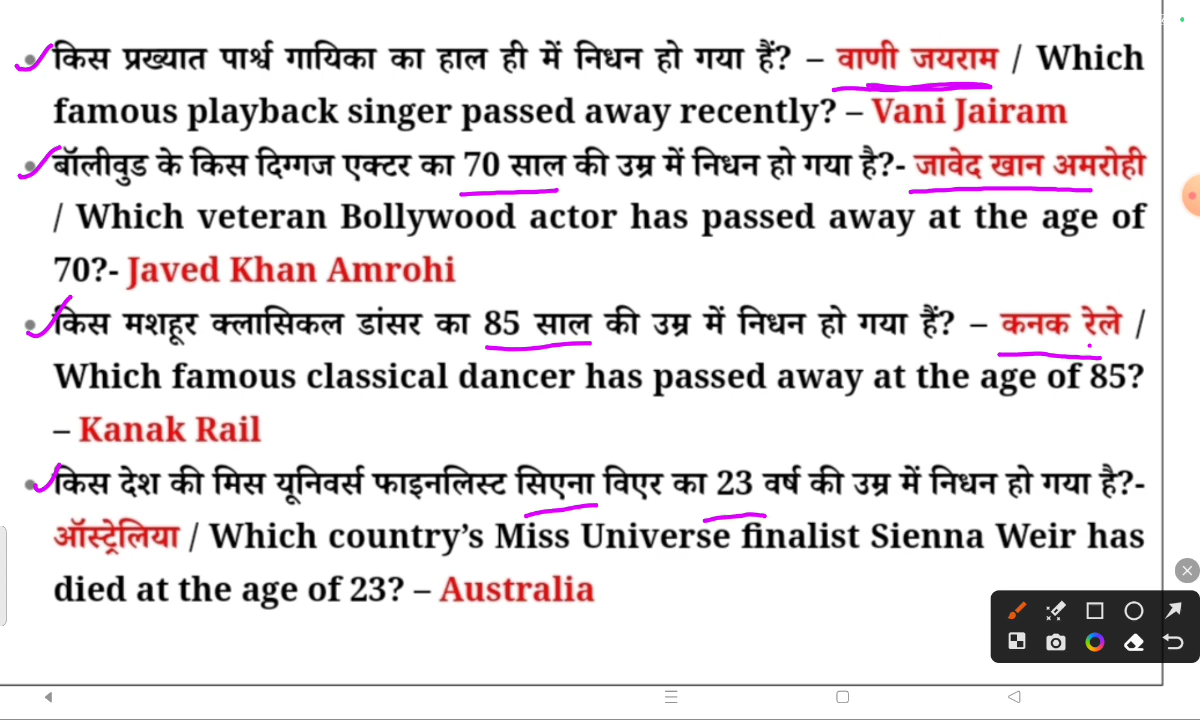 किस प्रख्यात पार्श्व गायिका का हाल ही में निधन हो गया हैं? – वाणी जयराम / Which
famous playback singer passed away recently? – Vani Jairam
बॉलीवुड के किस दिग्गज एक्टर का 70 साल की उम्र में निधन हो गया है?- जावेद खान अमरोही
/ Which veteran Bollywood actor has passed away at the age of
70?- Javed Khan Amrohi
किस मशहूर क्लासिकल डांसर का 85 साल की उम्र में निधन हो गया हैं? – कनक रेले /
Which famous classical dancer has passed away at the age of 85?
– Kanak Rail
किस देश की मिस यूनिवर्स फाइनलिस्ट सिएना विएर का 23 वर्ष की उम्र में निधन हो गया है?-
ऑस्ट्रेलिया / Which country’s Miss Universe finalist Sienna Weir has
died at the age of 23? – Australia